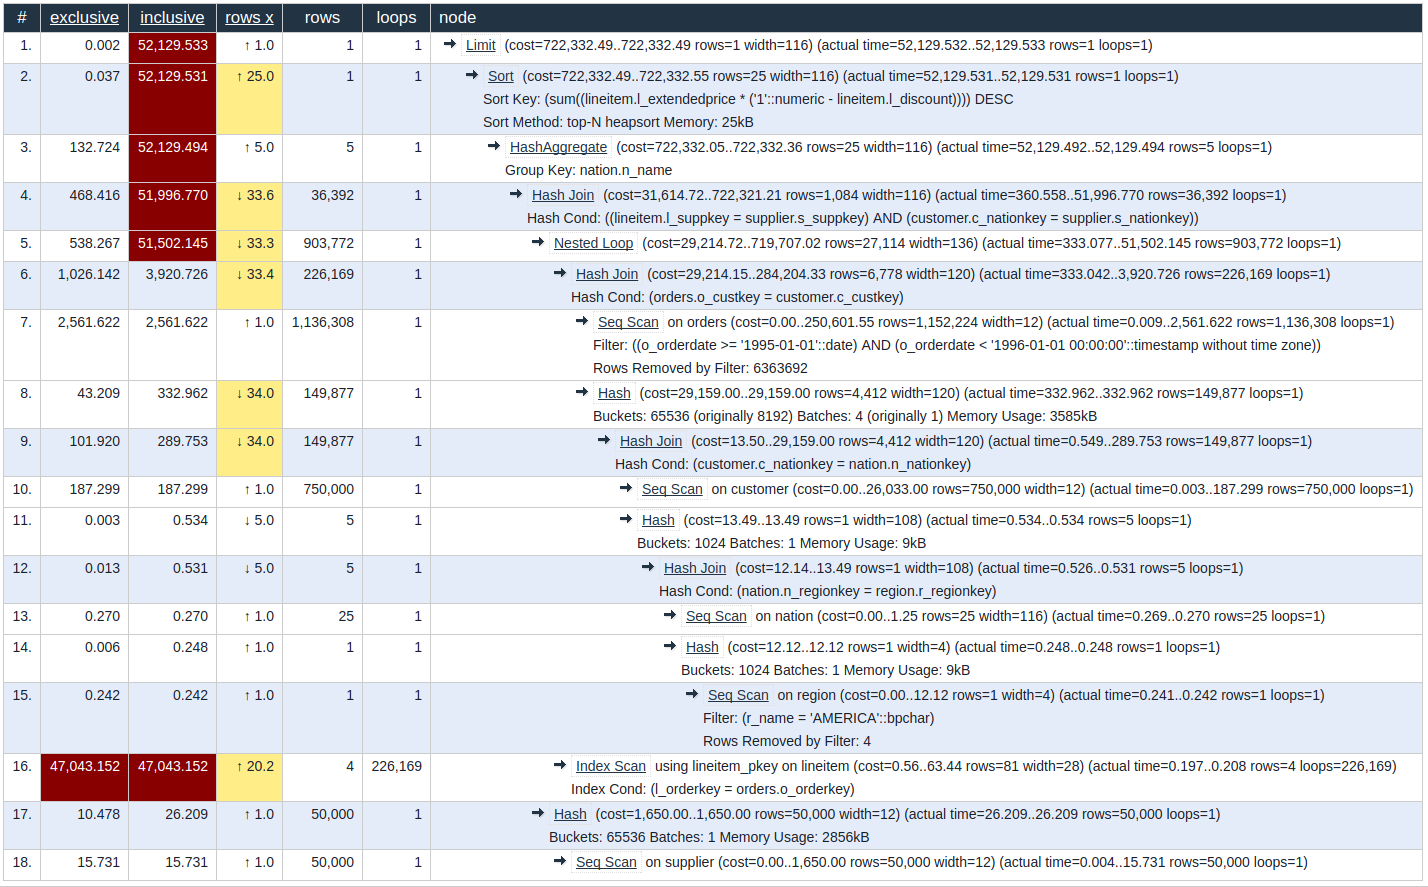 # exclusive inclusive rows x rows loops node
1. 0.002 52,129.533 ↑ 1.0 1 1 → Limit (cost=722,332.49..722,332.49 rows=1 width=116) (actual time=52,129.532..52,129.533 rows=1 loops=1)
2. 0.037 52,129.531 ↑ 25.0 1 1 → Sort (cost=722,332.49..722,332.55 rows=25 width=116) (actual time=52,129.531..52,129.531 rows=1 loops=1)
Sort Key: (sum((lineitem.l_extendedprice * ('1'::numeric - lineitem.l_discount)))) DESC
Sort Method: top-N heapsort Memory: 25kB
3. 132.724 52,129.494 ↑ 5.0 5 1 → HashAggregate (cost=722,332.05..722,332.36 rows=25 width=116) (actual time=52,129.492..52,129.494 rows=5 loops=1)
Group Key: nation.n_name
4. 468.416 51,996.770 ↓ 33.6 36,392 1 → Hash Join (cost=31,614.72..722,321.21 rows=1,084 width=116) (actual time=360.558..51,996.770 rows=36,392 loops=1)
Hash Cond: ((lineitem.l_suppkey = supplier.s_suppkey) AND (customer.c_nationkey = supplier.s_nationkey))
5. 538.267 51,502.145 ↓ 33.3 903,772 1 → Nested Loop (cost=29,214.72..719,707.02 rows=27,114 width=136) (actual time=333.077..51,502.145 rows=903,772 loops=1)
6. 1,026.142 3,920.726 ↓ 33.4 226,169 1 → Hash Join (cost=29,214.15..284,204.33 rows=6,778 width=120) (actual time=333.042..3,920.726 rows=226,169 loops=1)
Hash Cond: (orders.o_custkey = customer.c_custkey)
7. 2,561.622 2,561.622 ↑ 1.0 1,136,308 1 → Seq Scan on orders (cost=0.00..250,601.55 rows=1,152,224 width=12) (actual time=0.009..2,561.622 rows=1,136,308 loops=1)
Filter: ((o_orderdate >= '1995-01-01'::date) AND (o_orderdate < '1996-01-01 00:00:00'::timestamp without time zone))
Rows Removed by Filter: 6363692
8. 43.209 332.962 ↓ 34.0 149,877 1 → Hash (cost=29,159.00..29,159.00 rows=4,412 width=120) (actual time=332.962..332.962 rows=149,877 loops=1)
Buckets: 65536 (originally 8192) Batches: 4 (originally 1) Memory Usage: 3585kB
9. 101.920 289.753 ↓ 34.0 149,877 1 → Hash Join (cost=13.50..29,159.00 rows=4,412 width=120) (actual time=0.549..289.753 rows=149,877 loops=1)
Hash Cond: (customer.c_nationkey = nation.n_nationkey)
10. 187.299 187.299 ↑ 1.0 750,000 1 → Seq Scan on customer (cost=0.00..26,033.00 rows=750,000 width=12) (actual time=0.003..187.299 rows=750,000 loops=1)
11. 0.003 0.534 ↓ 5.0 5 1 → Hash (cost=13.49..13.49 rows=1 width=108) (actual time=0.534..0.534 rows=5 loops=1)
Buckets: 1024 Batches: 1 Memory Usage: 9kB
12. 0.013 0.531 ↓ 5.0 5 1 → Hash Join (cost=12.14..13.49 rows=1 width=108) (actual time=0.526..0.531 rows=5 loops=1)
Hash Cond: (nation.n_regionkey = region.r_regionkey)
13. 0.270 0.270 ↑ 1.0 25 1 → Seq Scan on nation (cost=0.00..1.25 rows=25 width=116) (actual time=0.269..0.270 rows=25 loops=1)
14. 0.006 0.248 ↑ 1.0 1 1 → Hash (cost=12.12..12.12 rows=1 width=4) (actual time=0.248..0.248 rows=1 loops=1)
Buckets: 1024 Batches: 1 Memory Usage: 9kB
15. 0.242 0.242 ↑ 1.0 1 1 → Seq Scan on region (cost=0.00..12.12 rows=1 width=4) (actual time=0.241..0.242 rows=1 loops=1)
Filter: (r_name = 'AMERICA'::bpchar)
Rows Removed by Filter: 4
16. 47,043.152 47,043.152 ↑ 20.2 4 226,169 → Index Scan using lineitem_pkey on lineitem (cost=0.56..63.44 rows=81 width=28) (actual time=0.197..0.208 rows=4 loops=226,169)
Index Cond: (l_orderkey = orders.o_orderkey)
17. 10.478 26.209 ↑ 1.0 50,000 1 → Hash (cost=1,650.00..1,650.00 rows=50,000 width=12) (actual time=26.209..26.209 rows=50,000 loops=1)
Buckets: 65536 Batches: 1 Memory Usage: 2856kB
18. 15.731 15.731 ↑ 1.0 50,000 1 → Seq Scan on supplier (cost=0.00..1,650.00 rows=50,000 width=12) (actual time=0.004..15.731 rows=50,000 loops=1)